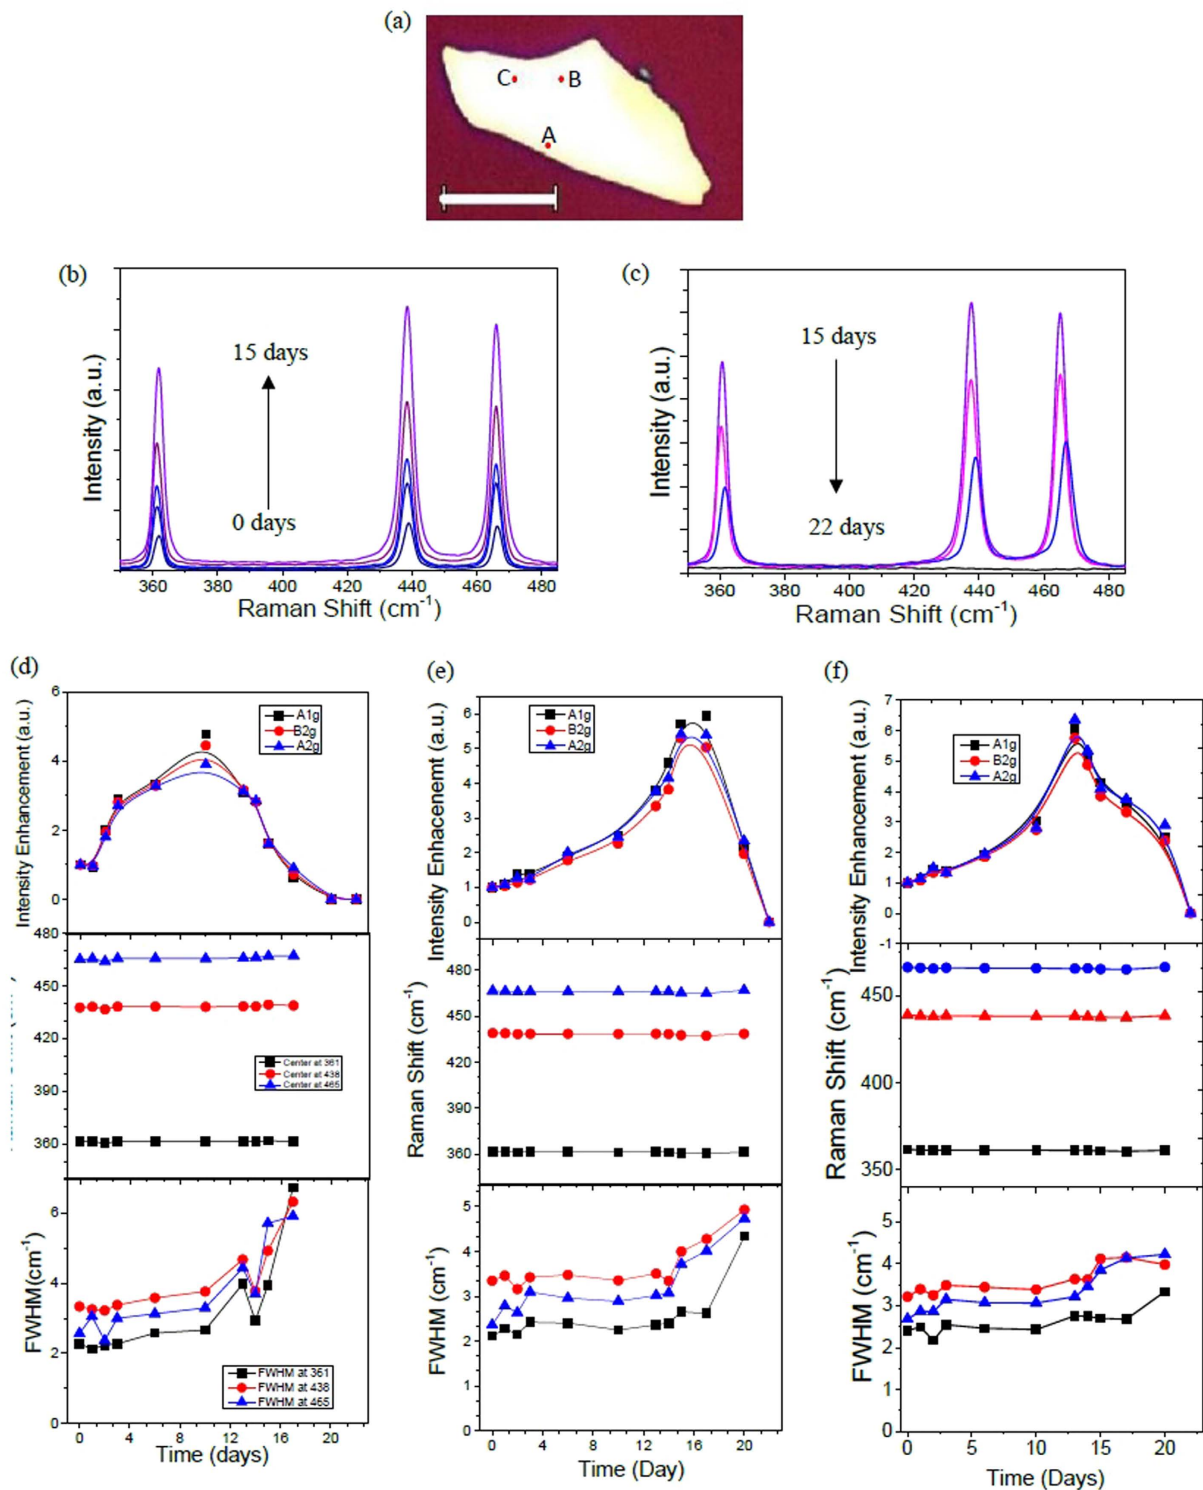 (a)
C
B
A
(b)
15 days
0 days
Intensity (a.u.)
360 380 400 420 440 460 480
Raman Shift (cm-1)
(c)
15 days
22 days
Intensity (a.u.)
360 380 400 420 440 460 480
Raman Shift (cm-1)
(d)
Intensity Enhancement (a.u.)
6
4
2
0
A1g
B2g
A2g
480
450
420
390
360
Center at 361
Center at 438
Center at 465
FWHM(cm-1)
6
4
2
0
FWHM at 361
FWHM at 438
FWHM at 465
0 4 8 12 16 20
Time (days)
(e)
Intensity Enhacenemt (a.u.)
6
5
4
3
2
1
0
A1g
B2g
A2g
Raman Shift (cm-1)
480
450
420
390
360
FWHM (cm-1)
5
4
3
2
1
0
0 4 8 12 16 20
Time (Day)
(f)
Intensity Enhancement (a.u.)
7
6
5
4
3
2
1
0
-1
A1g
B2g
A2g
Raman Shift (cm-1)
450
400
350
FWHM (cm-1)
5
4
3
2
1
0
0 5 10 15 20
Time (Days)